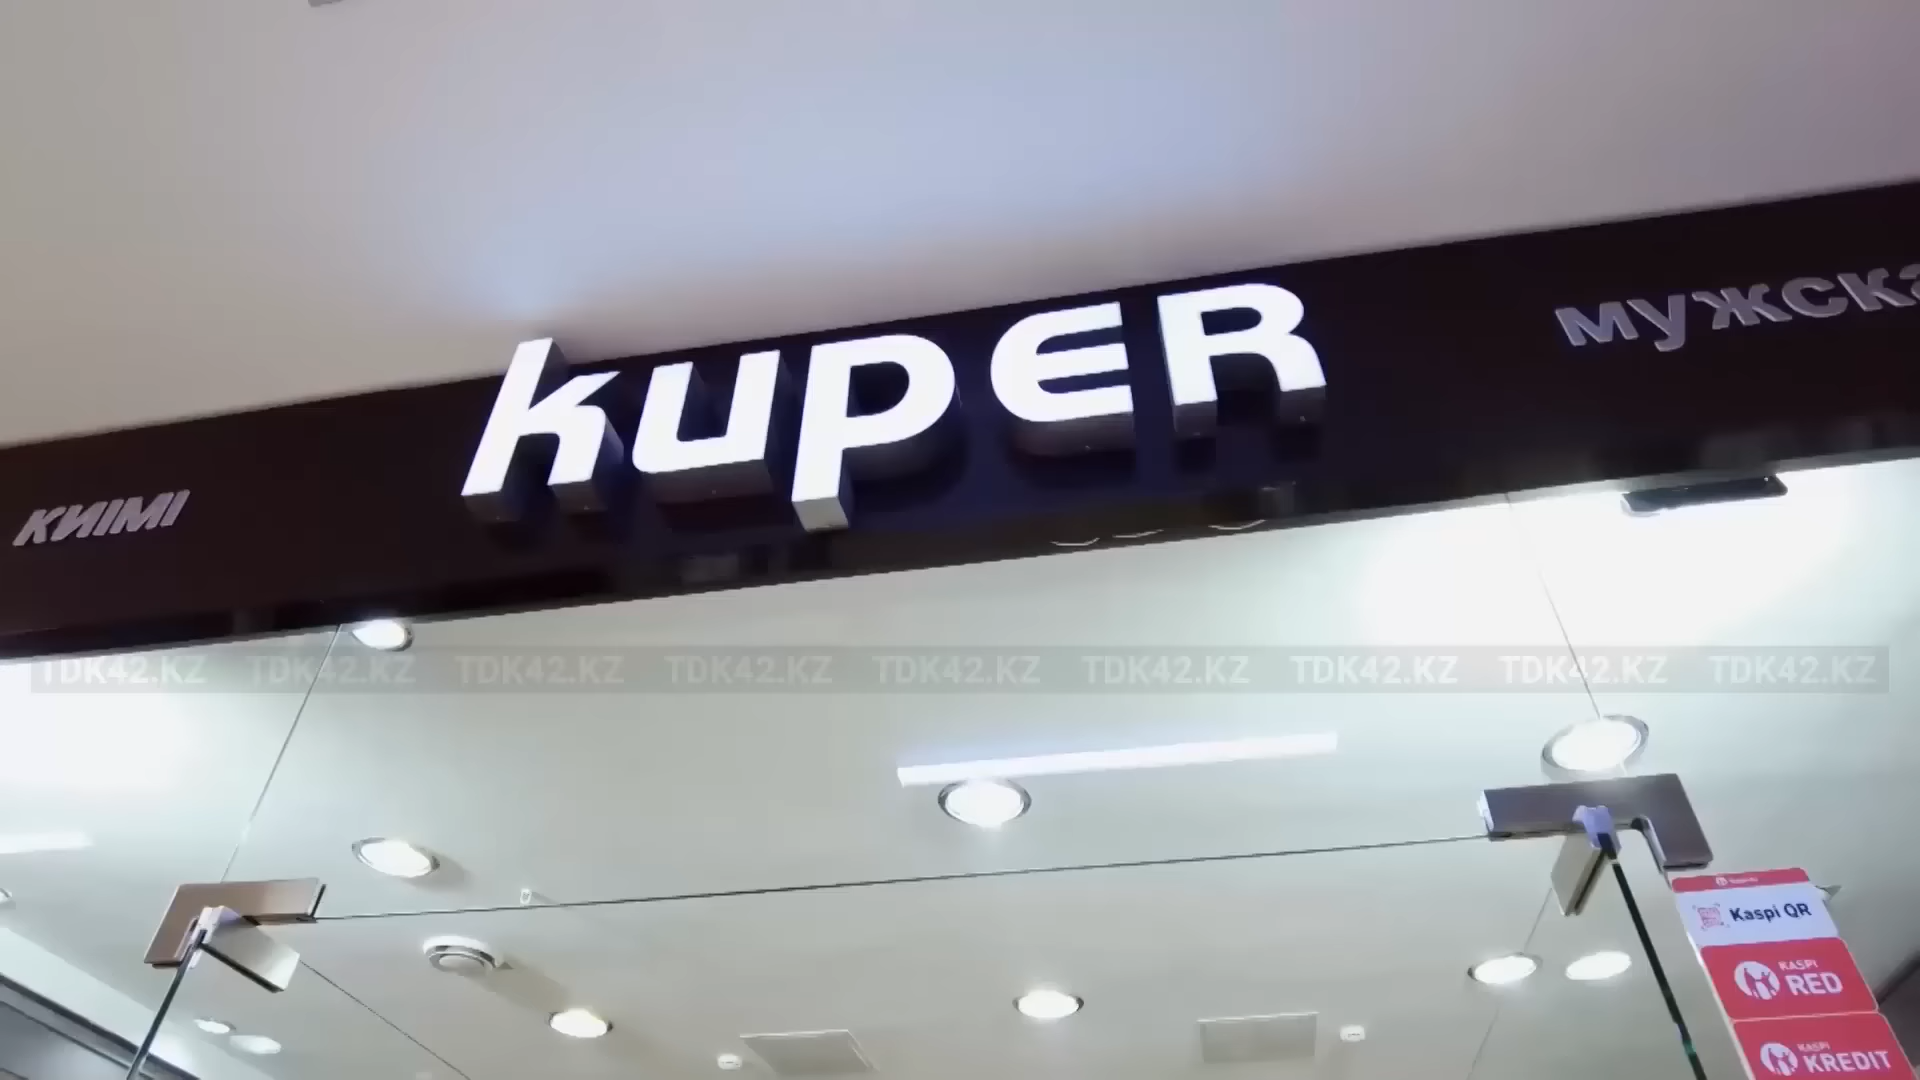 киімі
kuper
мужска
TDK42.KZ TDK42.KZ TDK42.KZ TDK42.KZ TDK42.KZ TDK42.KZ TDK42.KZ TDK42.KZ TDK42.KZ
Kaspi QR
KASPI
RED
KASPI
KREDIT